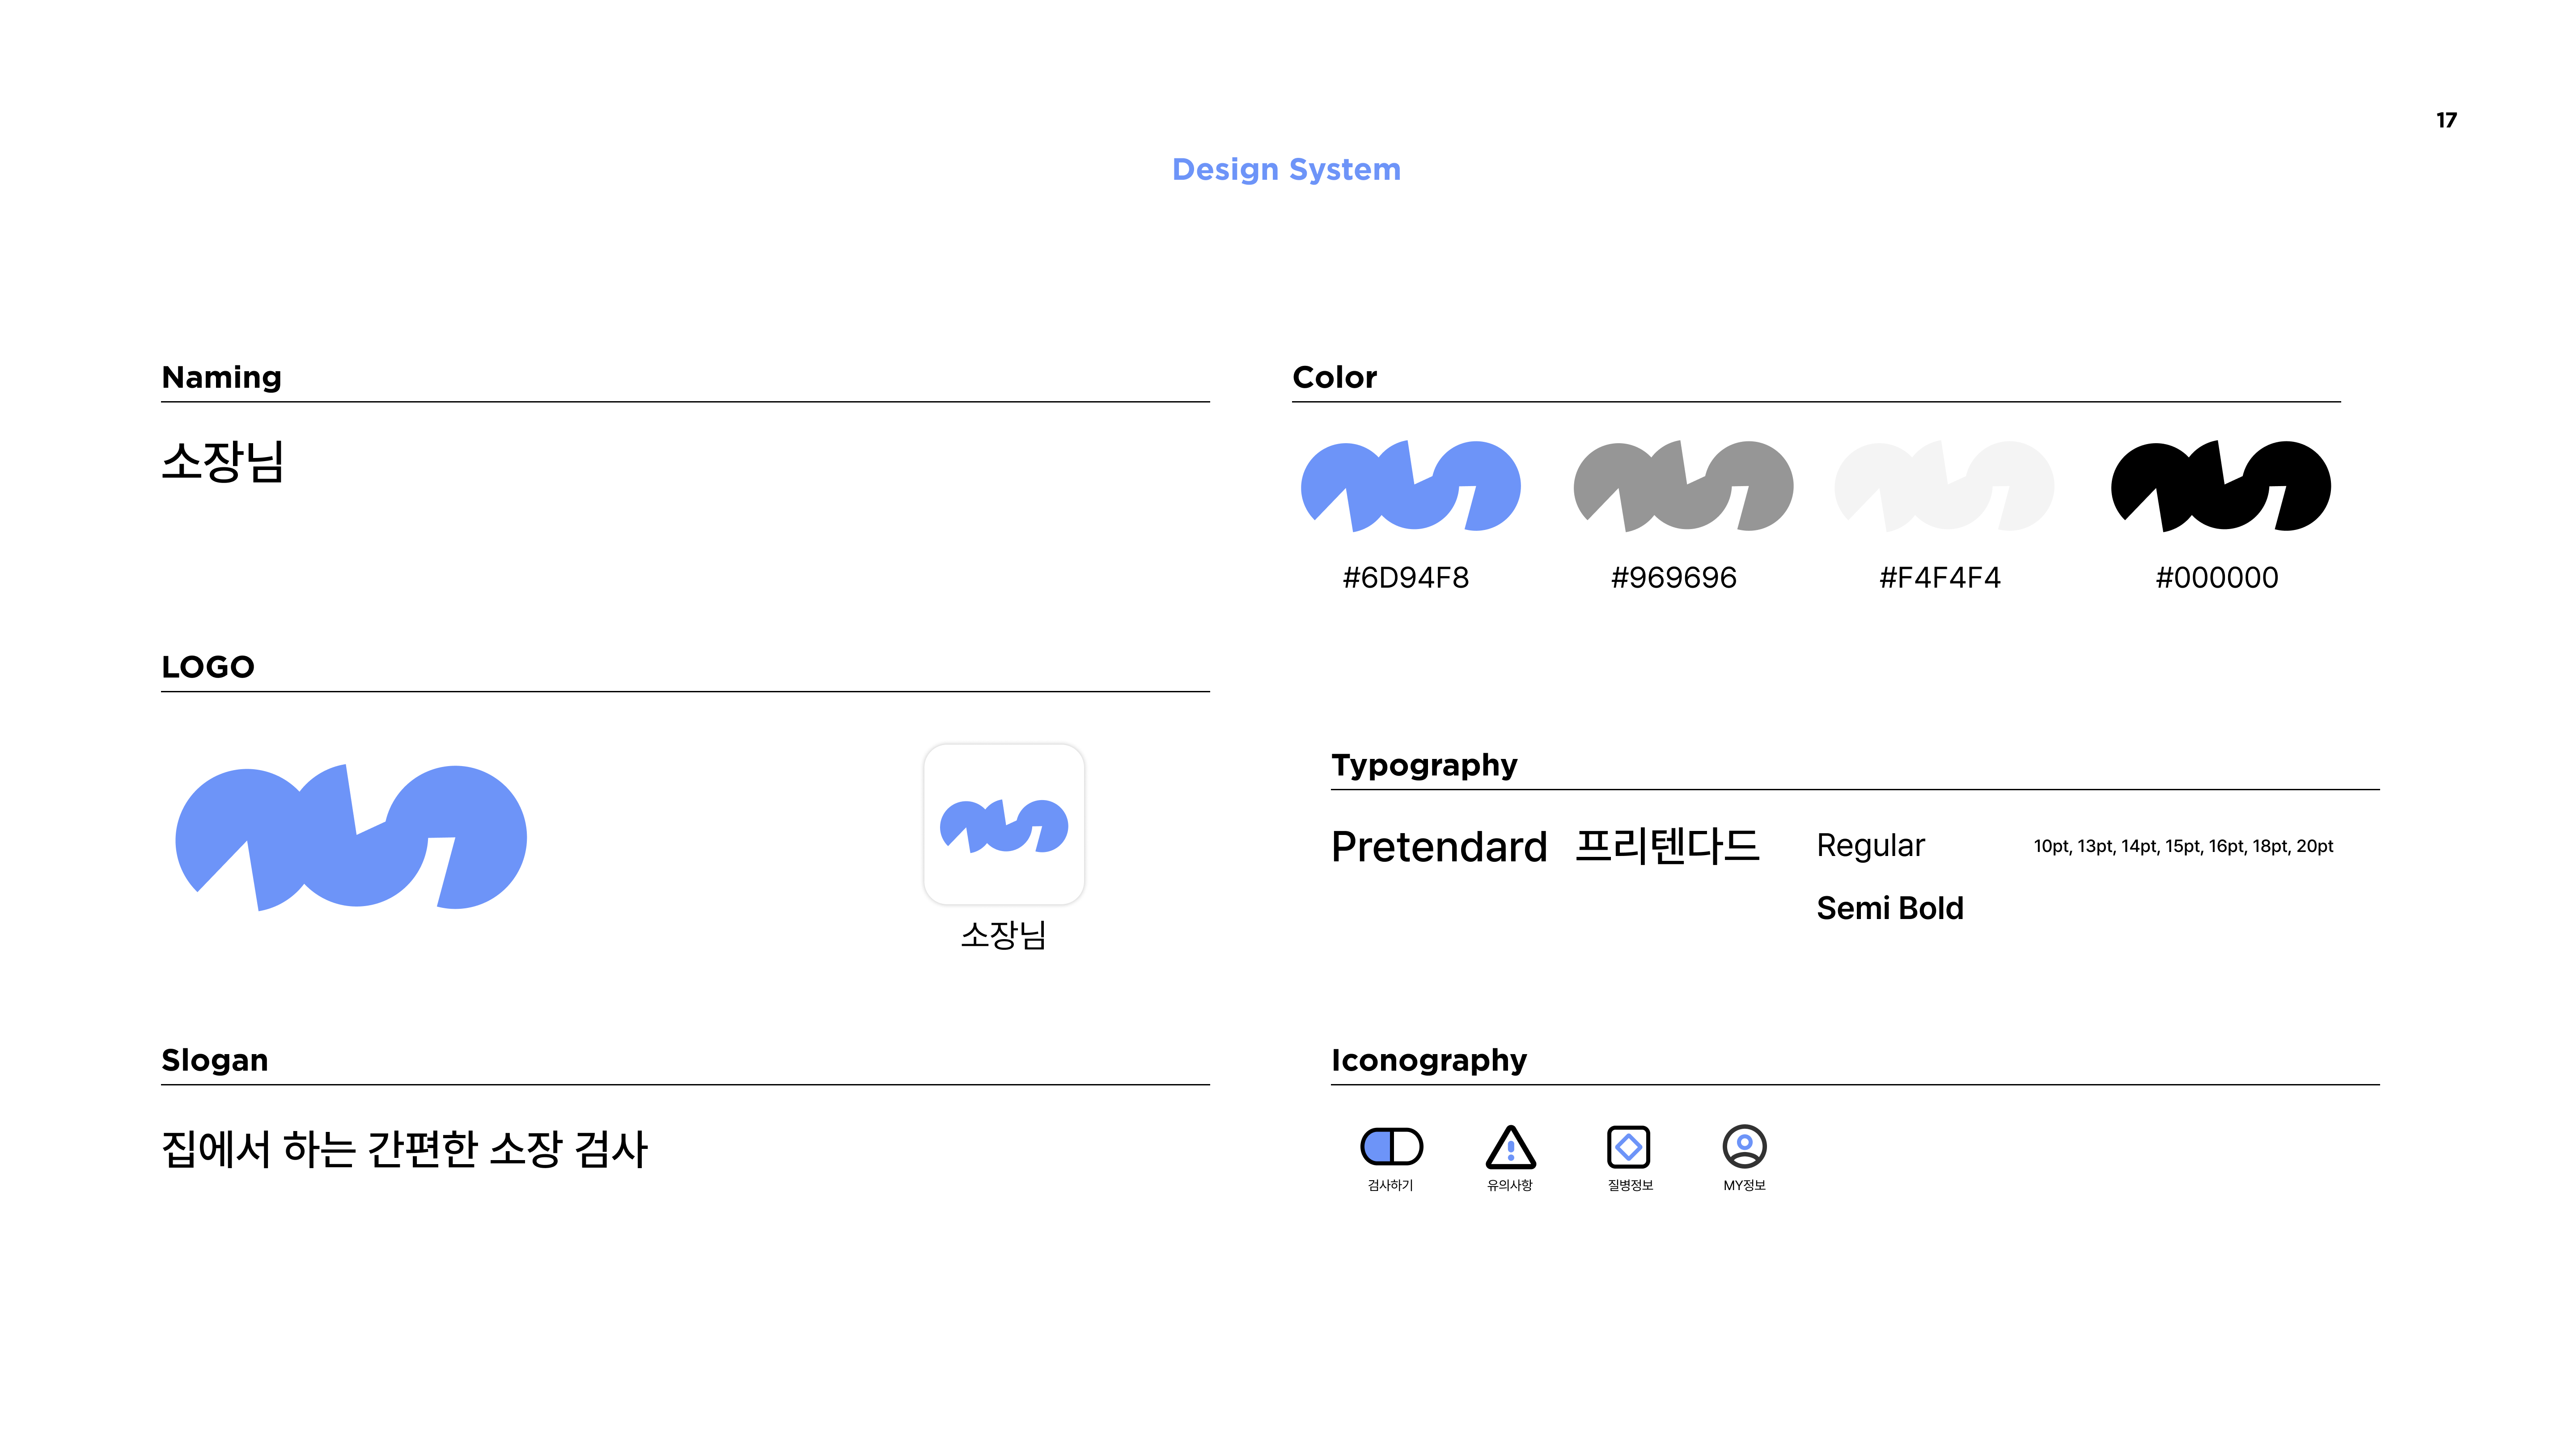 17
Design System
Naming
소장님
LOGO
소장님
Slogan
집에서 하는 간편한 소장 검사
Color
#6D94F8
#969696
#F4F4F4
#000000
Typography
Pretendard 프리텐다드 Regular 10pt, 13pt, 14pt, 15pt, 16pt, 18pt, 20pt
Semi Bold
Iconography
검사하기
유의사항
질병정보
MY정보